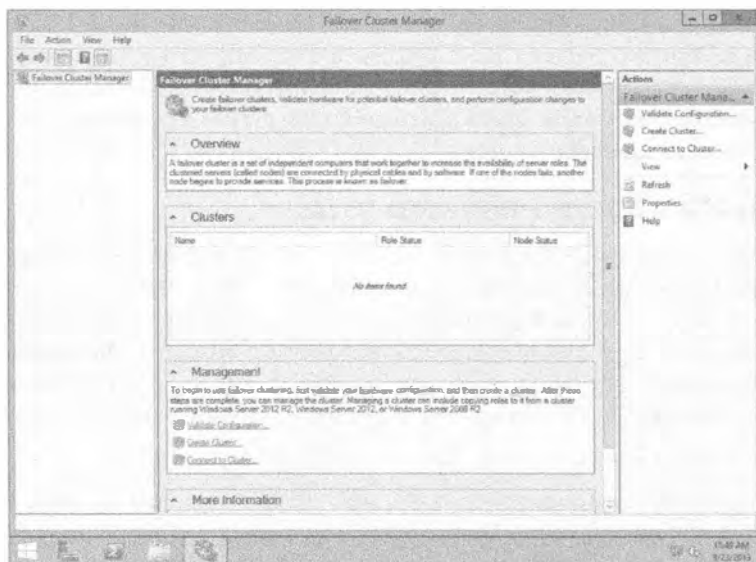 Failover Cluster Manager
File Action View Help
Failover Cluster Manager
Failover Cluster Manager
Create failover clusters, validate hardware for potential failover clusters, and perform configuration changes to
your failover clusters.
Overview
A failover cluster is a set of independent computers that work together to increase the availability of server roles. The
clustered servers (called nodes) are connected by physical cables and by software. If one of the nodes fails, another
node begins to provide services. This process is known as failover.
Clusters
Name Role Status Node Status
No items found.
Management
To begin to use failover clustering, first validate your hardware configuration, and then create a cluster. After these
steps are complete, you can manage the cluster. Managing a cluster can include copying roles to it from a cluster
running Windows Server 2012 R2, Windows Server 2012, or Windows Server 2008 R2.
Validate Configuration...
Create Cluster...
Connect to Cluster...
More Information
Actions
Failover Cluster Mana...
Validate Configuration...
Create Cluster...
Connect to Cluster...
View
Refresh
Properties
Help
AM